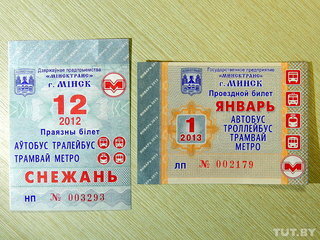 Дзяржаўнае прадпрыемства
«МІНСКТРАНС»
г. МІНСК
12
2012
Праязны білет
АЎТОБУС ТРАЛЕЙБУС
ТРАМВАЙ МЕТРО
СНЕЖАНЬ
НП № 003293
Государственное предприятие
«МИНСКТРАНС»
г. МИНСК
Проездной билет
ЯНВАРЬ
1
2013
АВТОБУС
ТРОЛЛЕЙБУС
ТРАМВАЙ
МЕТРО
ЛП № 002179
TUT.BY